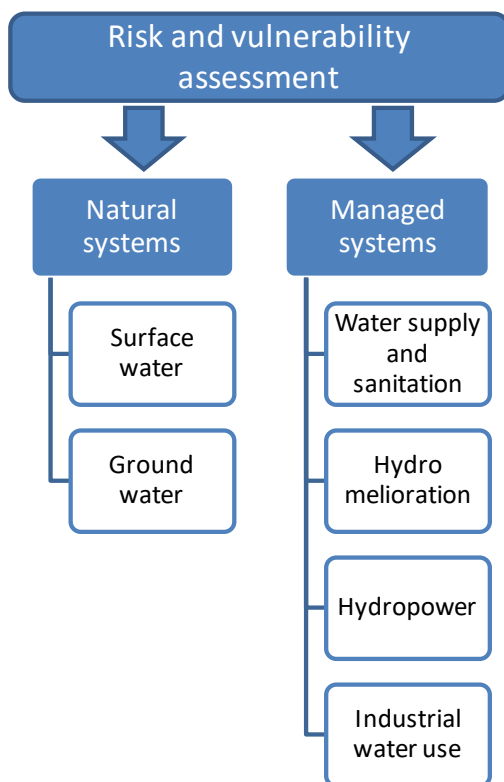 Risk and vulnerability
assessment
Natural
systems
Surface
water
Ground
water
Managed
systems
Water supply
and
sanitation
Hydro
melioration
Hydropower
Industrial
water use